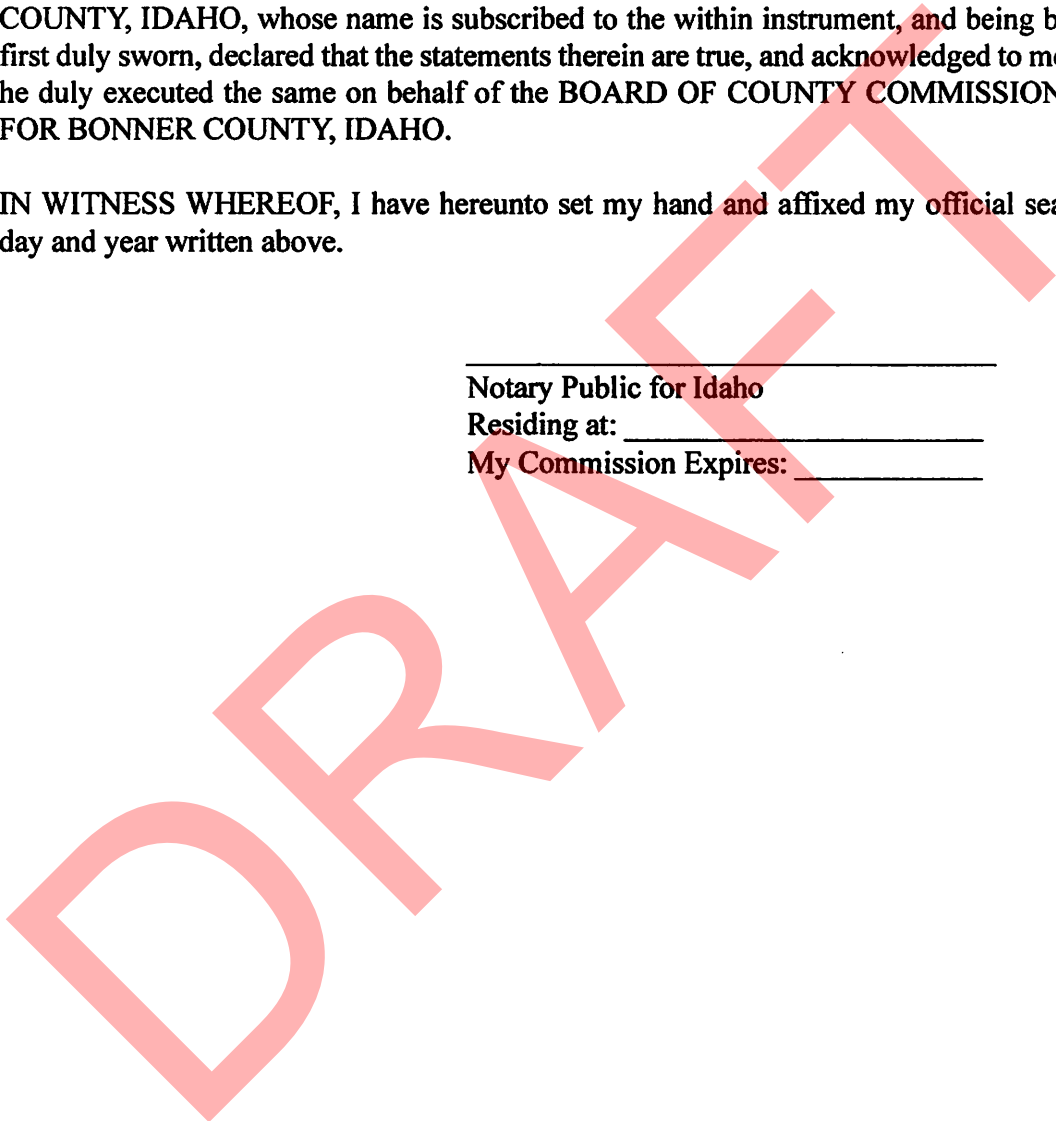 COUNTY, IDAHO, whose name is subscribed to the within instrument, and being b
first duly sworn, declared that the statements therein are true, and acknowledged to me
he duly executed the same on behalf of the BOARD OF COUNTY COMMISSION
FOR BONNER COUNTY, IDAHO.
IN WITNESS WHEREOF, I have hereunto set my hand and affixed my official sea
day and year written above.
Notary Public for Idaho
Residing at:
My Commission Expires:
DRAFT